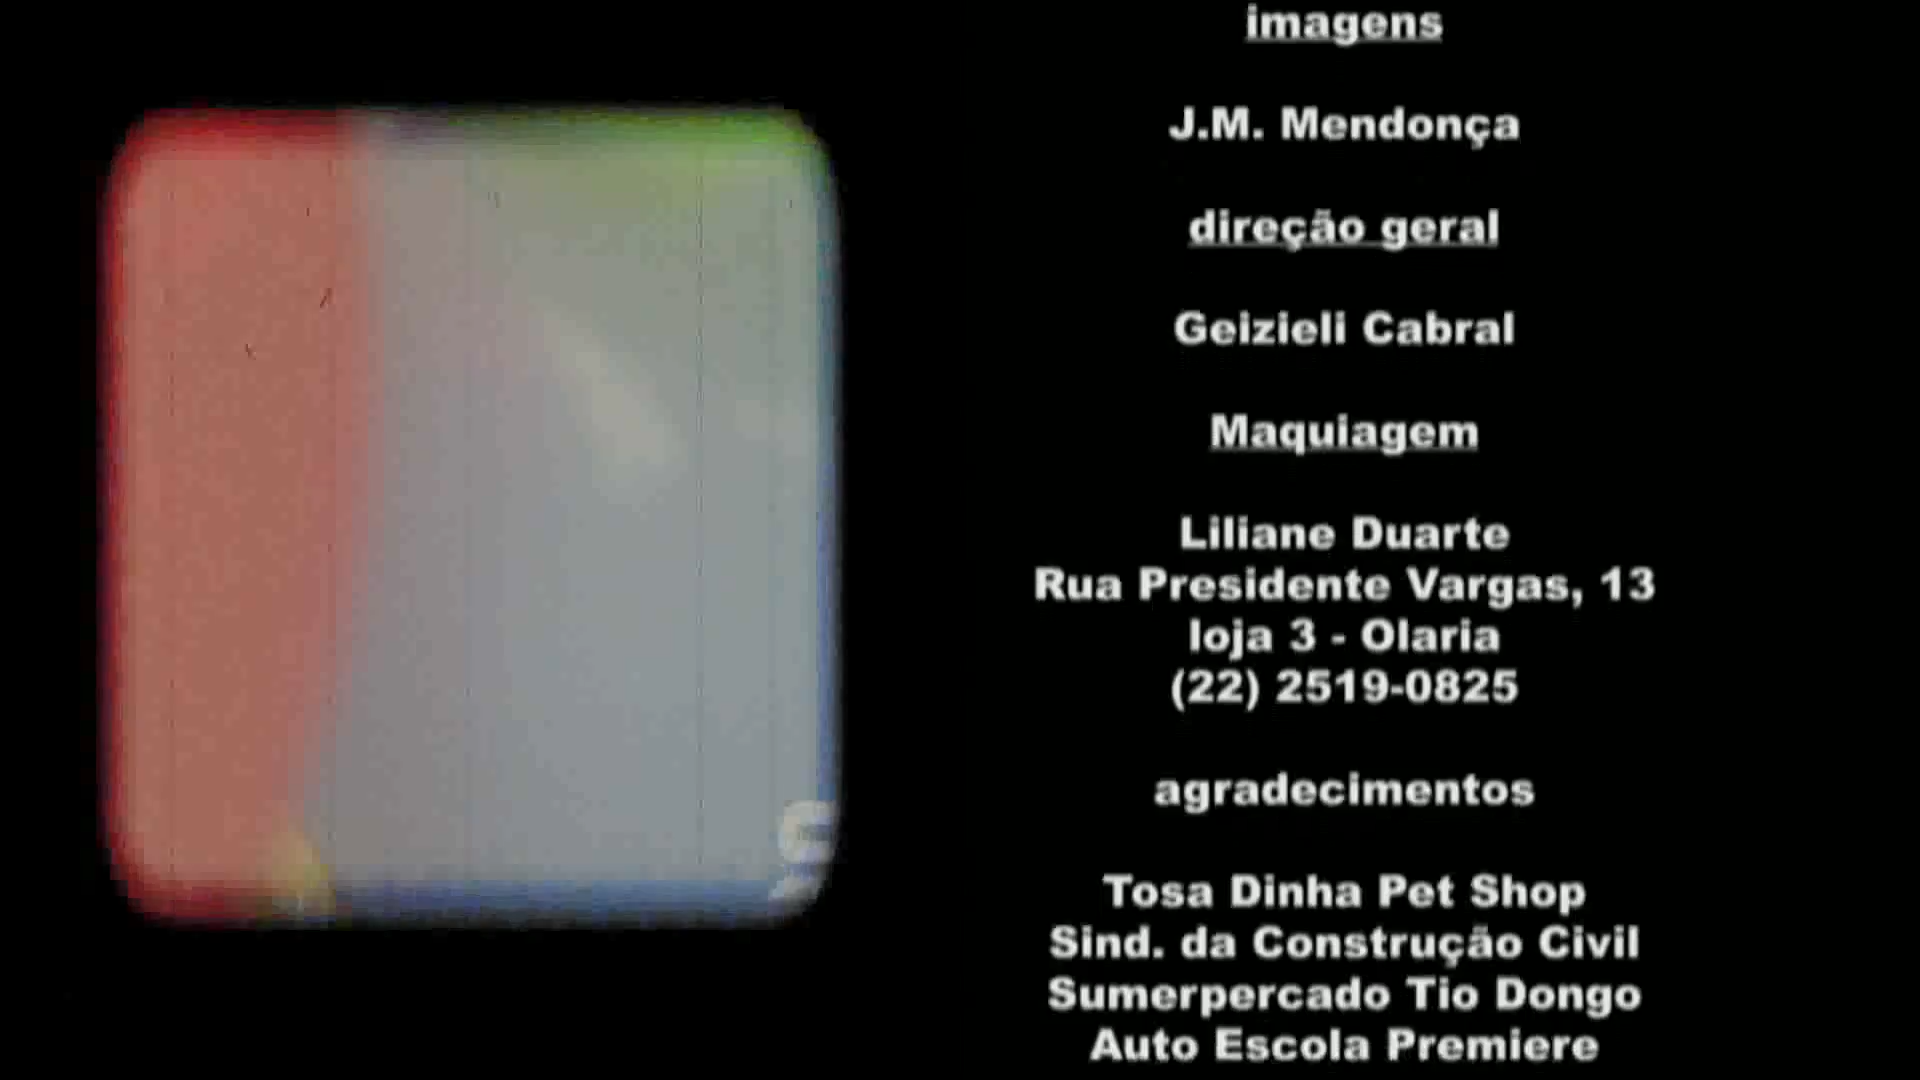 imagens
J.M. Mendonça
direção geral
Geizieli Cabral
Maquiagem
Liliane Duarte
Rua Presidente Vargas, 13
loja 3 - Olaria
(22) 2519-0825
agradecimentos
Tosa Dinha Pet Shop
Sind. da Construção Civil
Sumerpercado Tio Dongo
Auto Escola Premiere